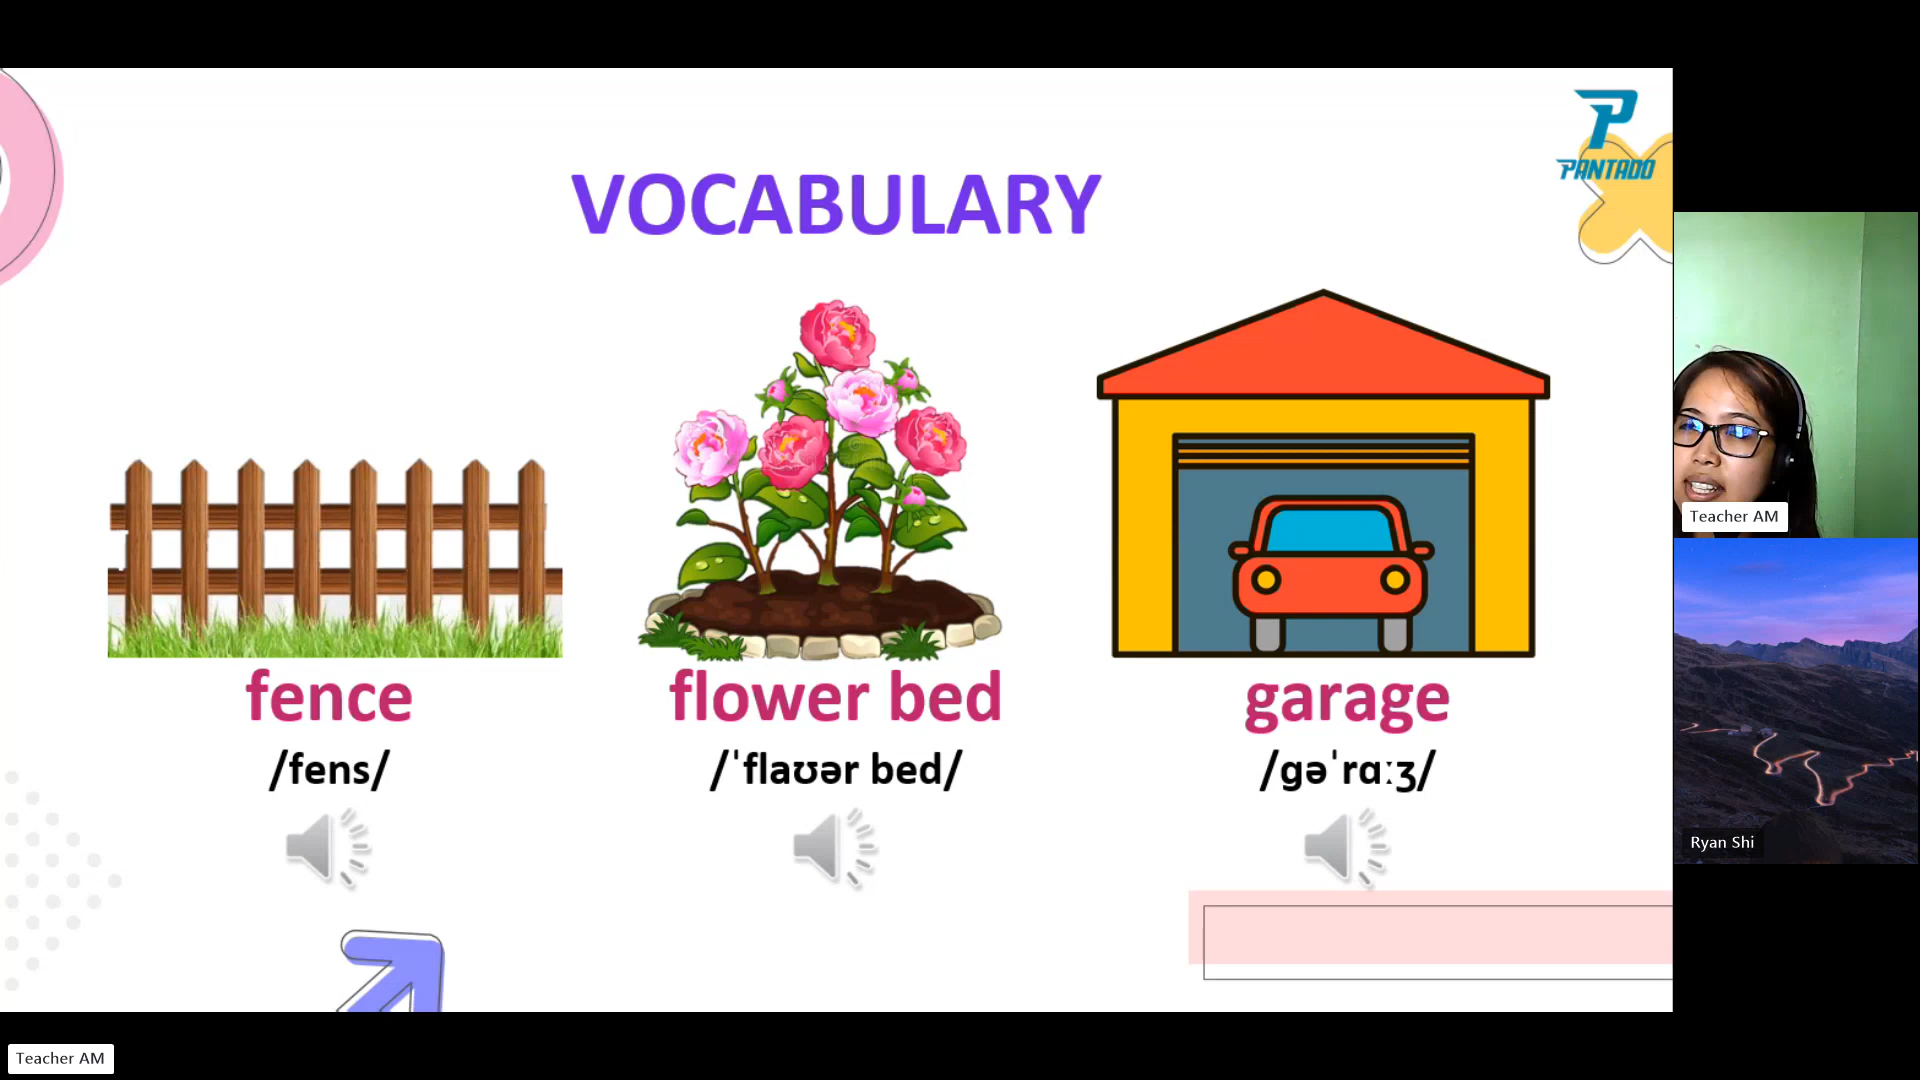 PANTADO
VOCABULARY
fence
flower bed
garage
/fens/
/ˈflaʊər bed/
/ɡəˈrɑːʒ/
Teacher AM
Ryan Shi
Teacher AM